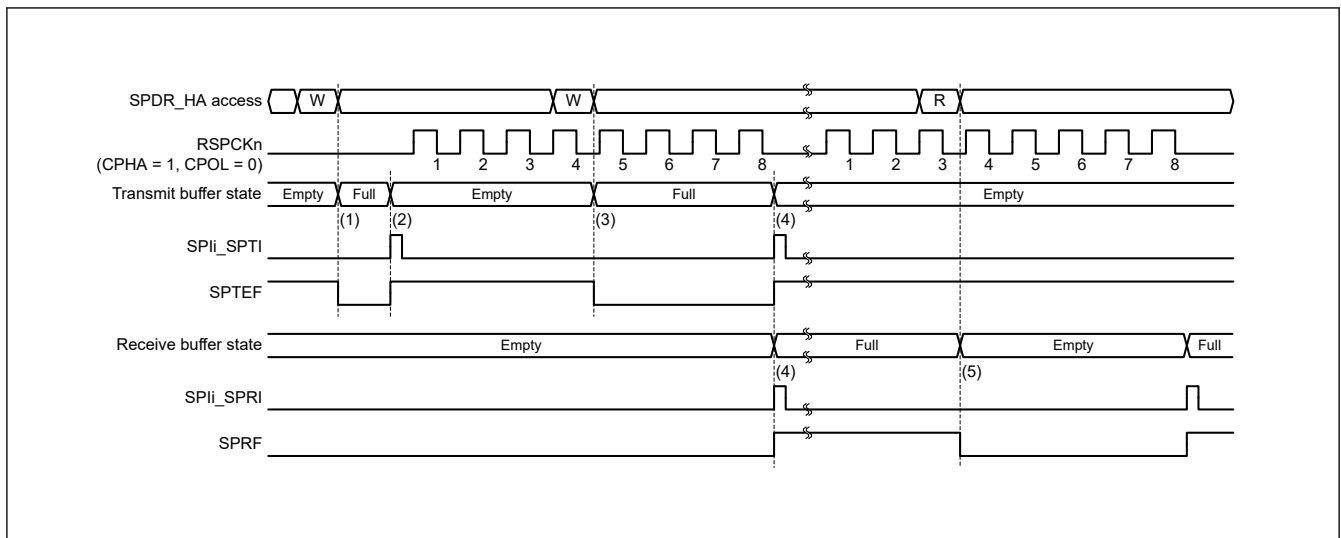 SPDR_HA access W W R
RSPCKn
(CPHA = 1, CPOL = 0)
1 2 3 4 5 6 7 8 1 2 3 4 5 6 7 8
Transmit buffer state Empty Full Empty Full Empty
(1) (2) (3) (4)
SPIi_SPTI
SPTEF
Receive buffer state Empty Full Empty Full
(4) (5)
SPIi_SPRI
SPRF